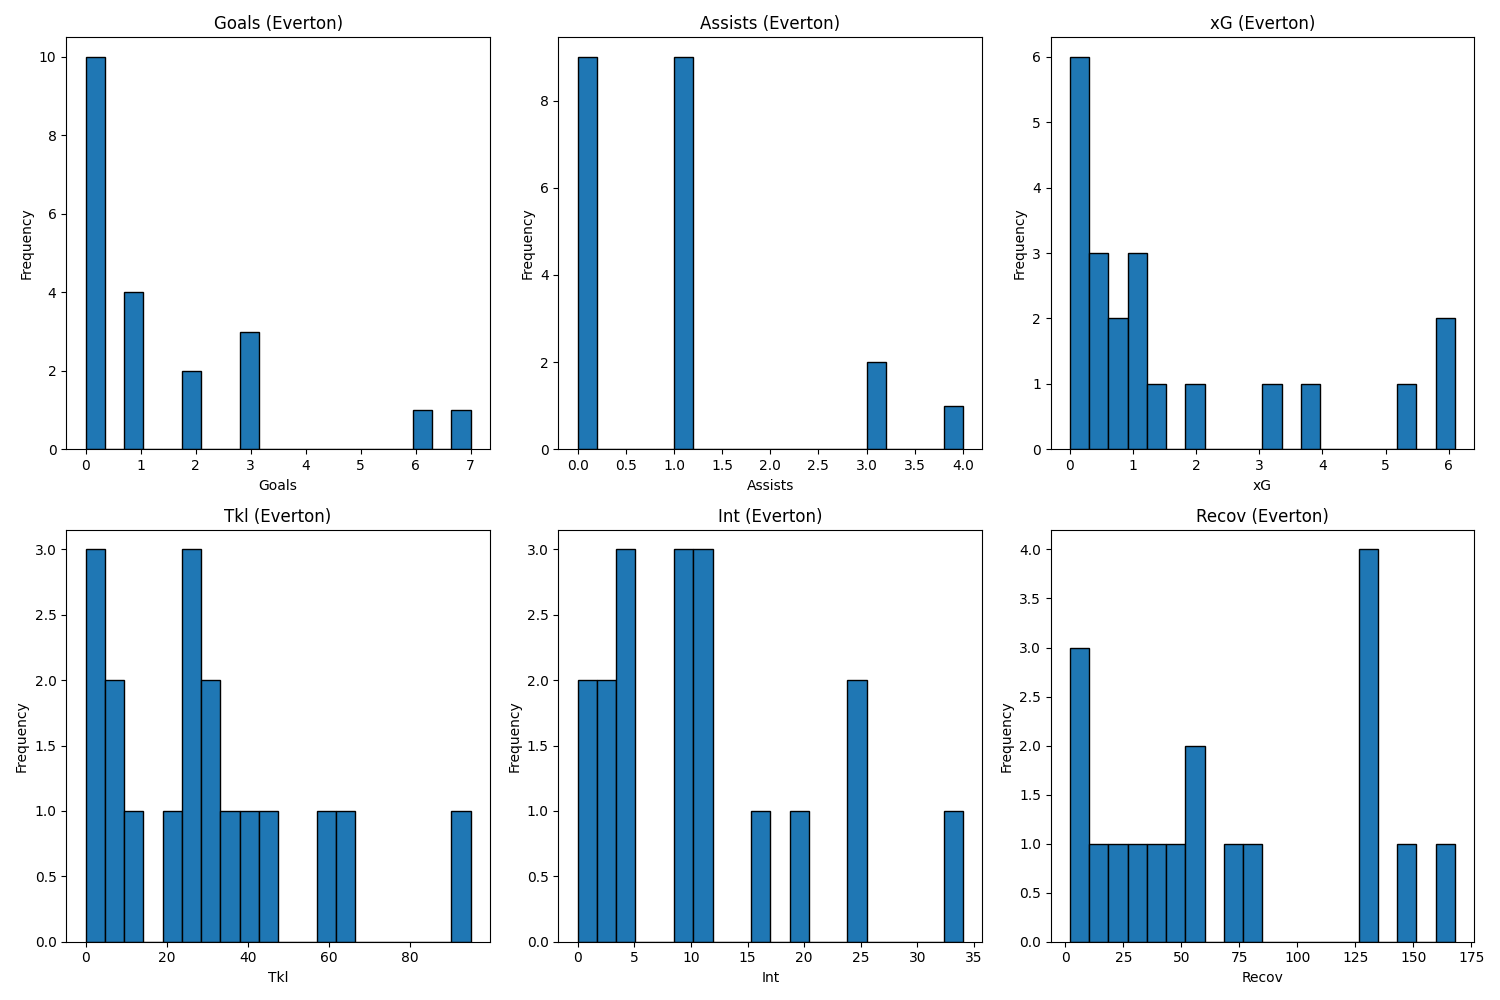 Goals (Everton)
Frequency
10
8
6
4
2
0
0 1 2 3 4 5 6 7
Goals
Assists (Everton)
Frequency
8
6
4
2
0
0.0 0.5 1.0 1.5 2.0 2.5 3.0 3.5 4.0
Assists
xG (Everton)
Frequency
6
5
4
3
2
1
0
0 1 2 3 4 5 6
xG
Tkl (Everton)
Frequency
3.0
2.5
2.0
1.5
1.0
0.5
0.0
0 20 40 60 80
Tkl
Int (Everton)
Frequency
3.0
2.5
2.0
1.5
1.0
0.5
0.0
0 5 10 15 20 25 30 35
Int
Recov (Everton)
Frequency
4.0
3.5
3.0
2.5
2.0
1.5
1.0
0.5
0.0
0 25 50 75 100 125 150 175
Recov